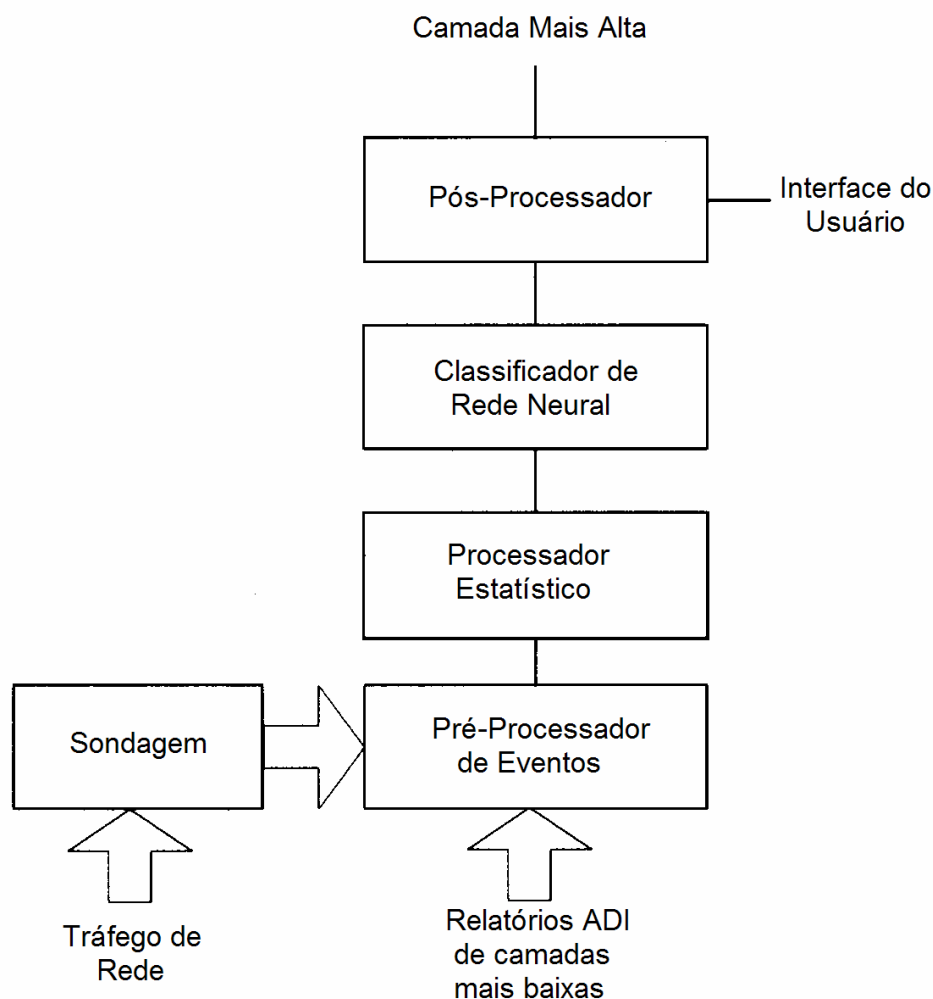 Camada Mais Alta
Pós-Processador
Interface do
Usuário
Classificador de
Rede Neural
Processador
Estatístico
Sondagem
Pré-Processador
de Eventos
Tráfego de
Rede
Relatórios ADI
de camadas
mais baixas